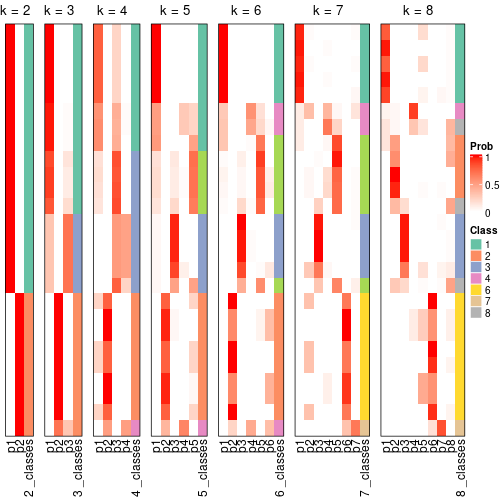 k = 2
k = 3
k = 4
k = 5
k = 6
k = 7
k = 8
p1
p2
2_classes
p1
p2
p3
3_classes
p1
p2
p3
p4
4_classes
p1
p2
p3
p4
p5
5_classes
p1
p2
p3
p4
p5
p6
6_classes
p1
p2
p3
p4
p5
p6
p7
7_classes
p1
p2
p3
p4
p5
p6
p7
p8
8_classes
Prob
1
0.5
0
Class
1
2
3
4
6
7
8